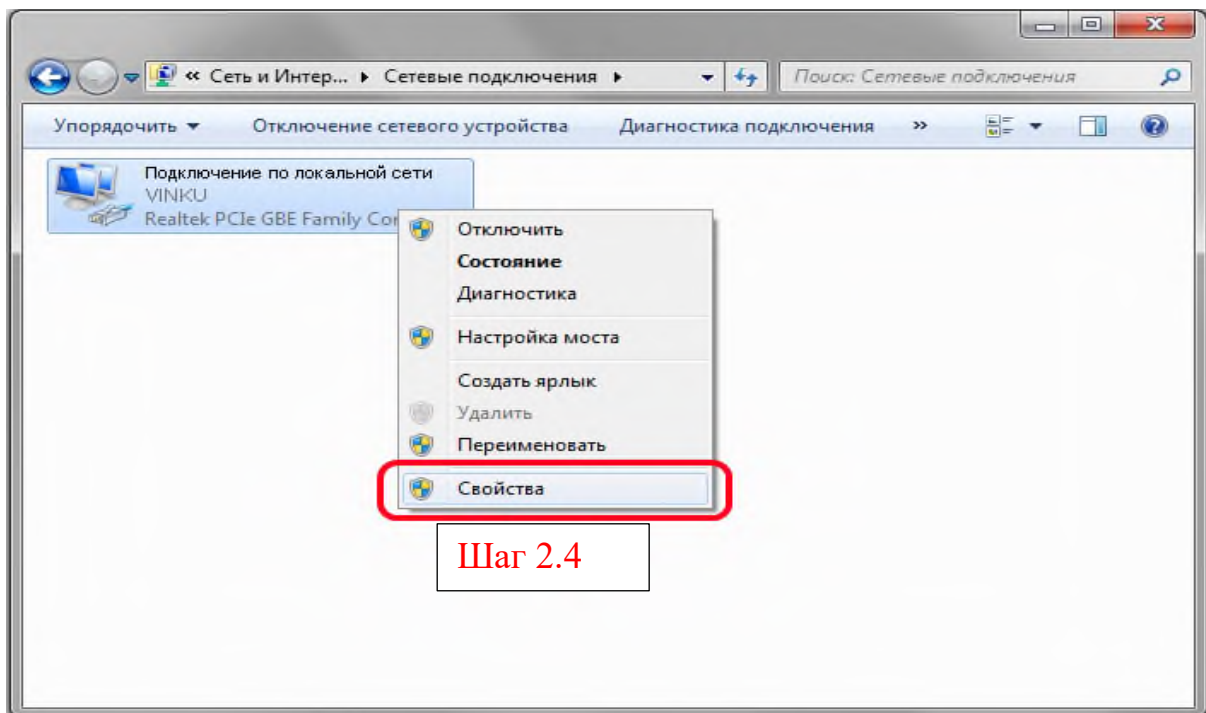 « Сеть и Интер... ▸ Сетевые подключения ▸
Поиск: Сетевые подключения
Упорядочить ▾ Отключение сетевого устройства Диагностика подключения »
Подключение по локальной сети
VINKU
Realtek PCIe GBE Family Cor
Отключить
Состояние
Диагностика
Настройка моста
Создать ярлык
Удалить
Переименовать
Свойства
Шаг 2.4